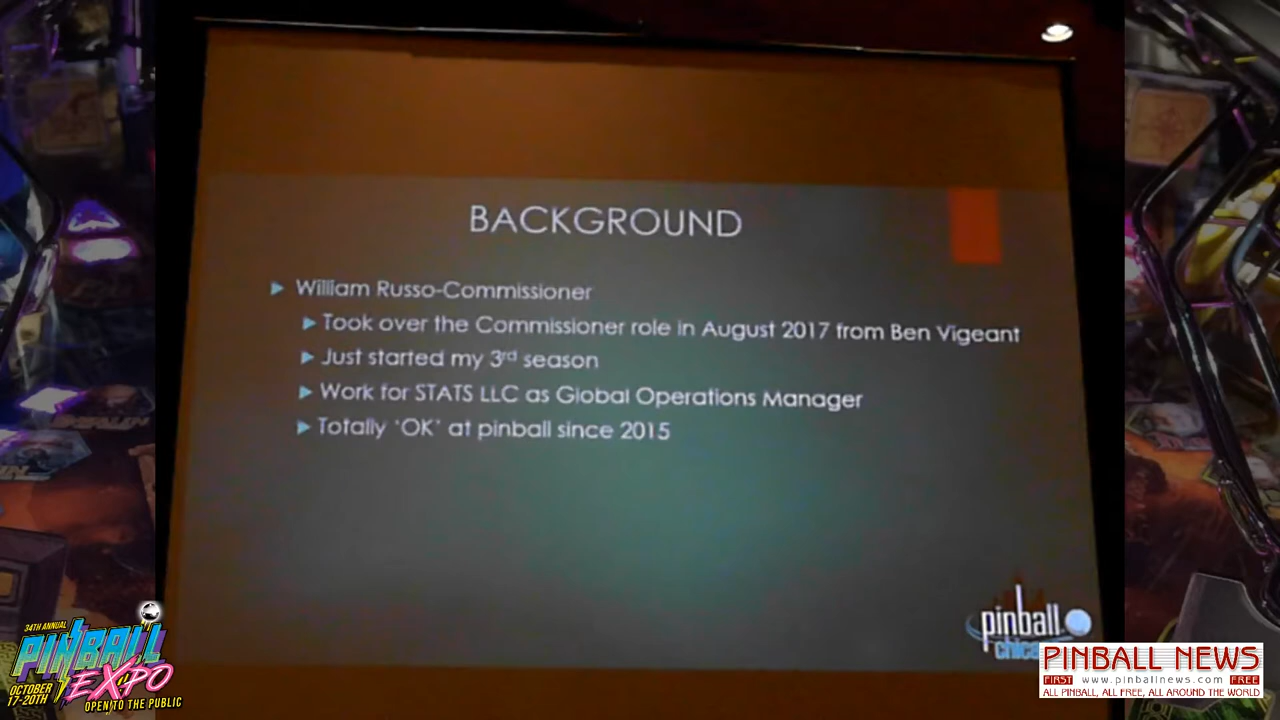 BACKGROUND
William Russo-Commissioner
Took over the Commissioner role in August 2017 from Ben Vigeant
Just started my 3rd season
Work for STATS LLC as Global Operations Manager
Totally ‘OK’ at pinball since 2015
pinball
34TH ANNUAL
PINBALL
EXPO
OCTOBER
17-20TH
OPEN TO THE PUBLIC
PINBALL NEWS
FIRST www.pinballnews.com FREE
ALL PINBALL, ALL FREE, ALL AROUND THE WORLD